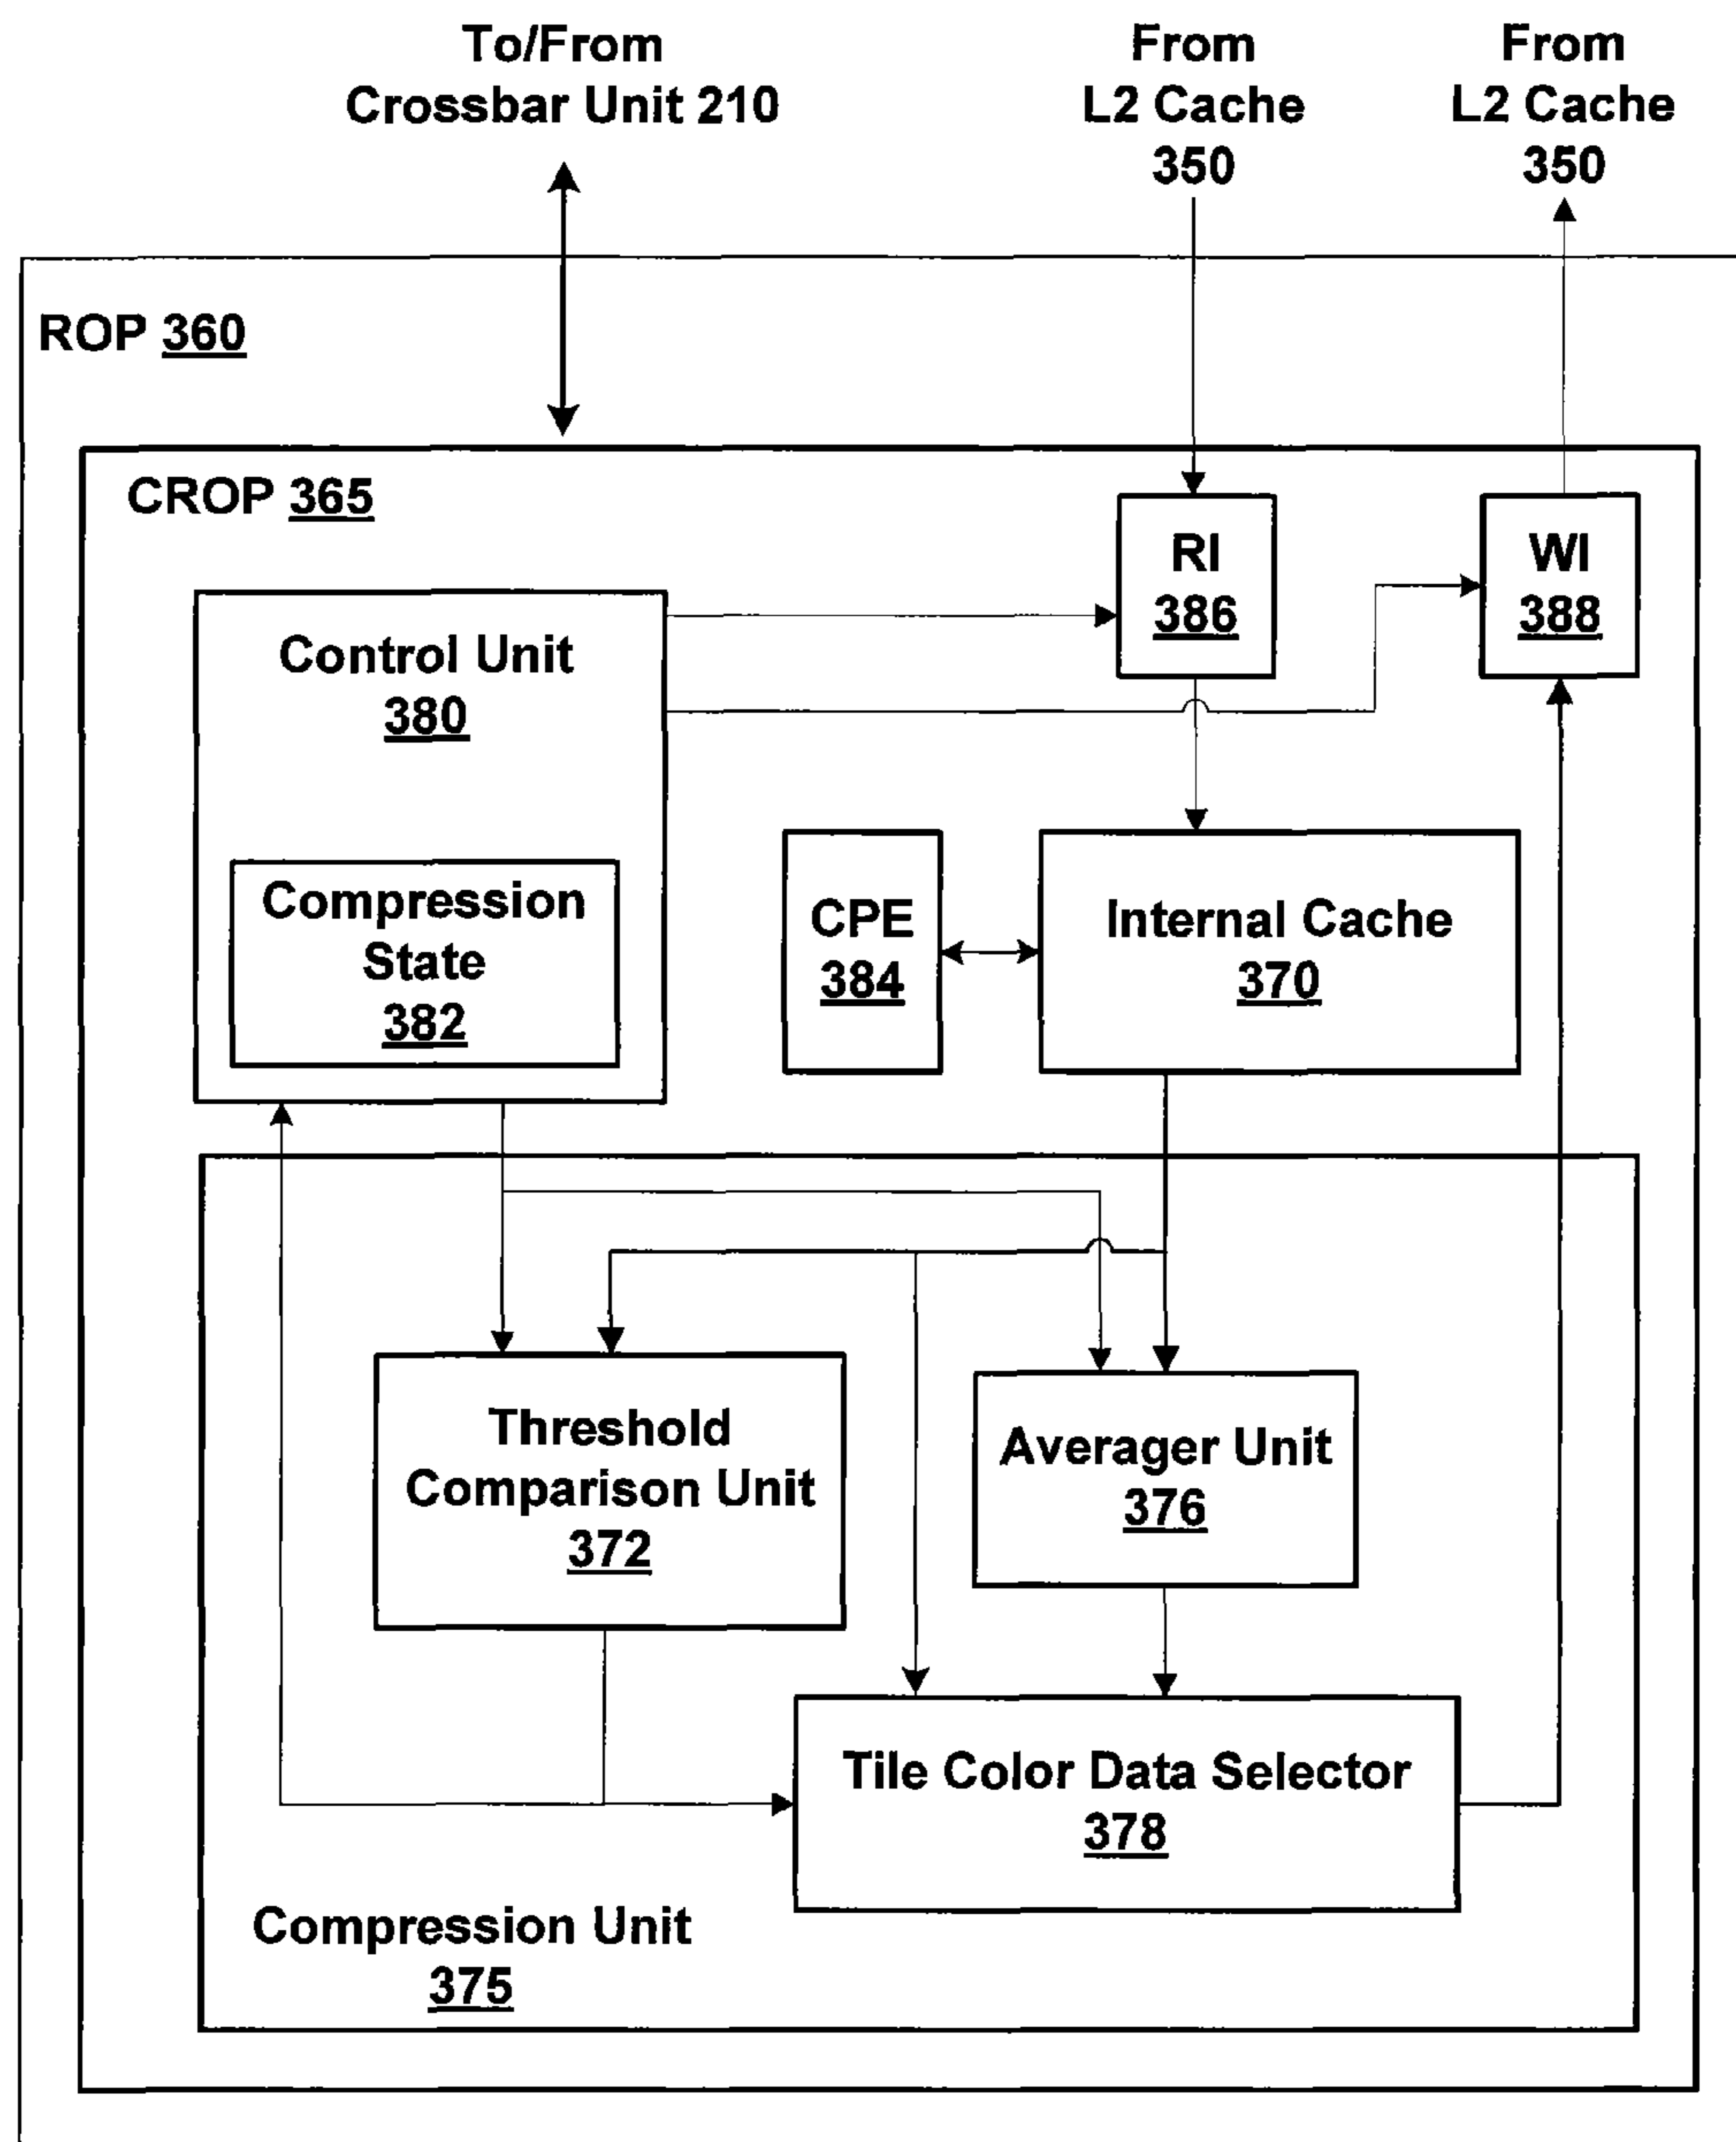 To/From
Crossbar Unit 210
From
L2 Cache
350
From
L2 Cache
350
ROP 360
CROP 365
RI
386
WI
388
Control Unit
380
Compression
State
382
CPE
384
Internal Cache
370
Threshold
Comparison Unit
372
Averager Unit
376
Tile Color Data Selector
378
Compression Unit
375